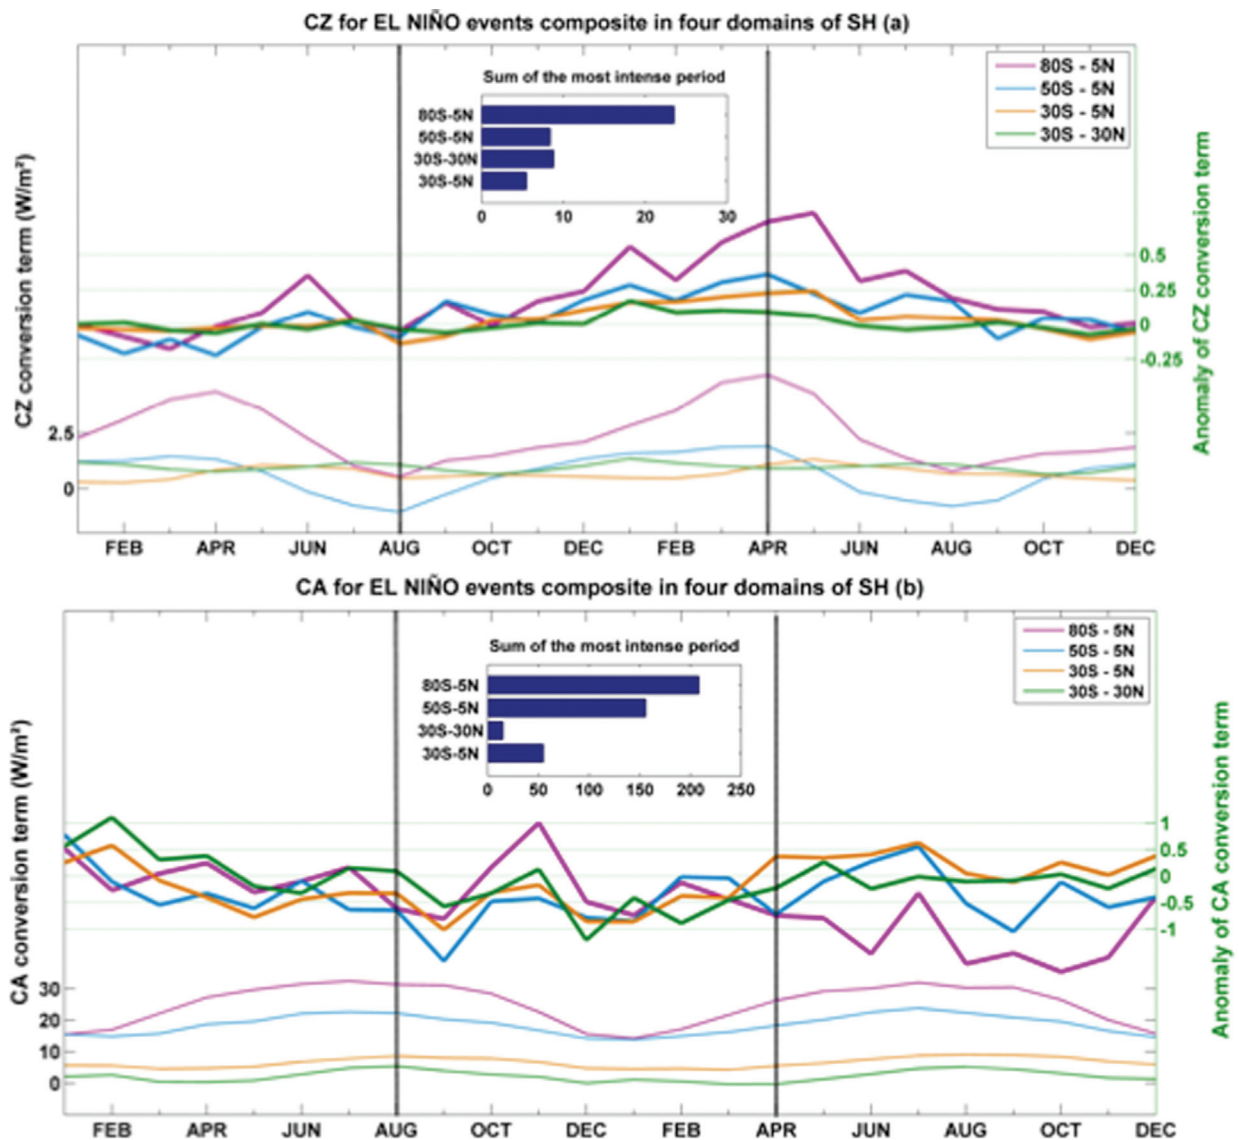 CZ for EL NIÑO events composite in four domains of SH (a)
80S - 5N
50S - 5N
30S - 5N
30S - 30N
Sum of the most intense period
80S-5N
50S-5N
30S-30N
30S-5N
0 10 20 30
CZ conversion term (W/m²)
2.5
0
0.5
0.25
0
-0.25
Anomaly of CZ conversion term
FEB APR JUN AUG OCT DEC FEB APR JUN AUG OCT DEC
CA for EL NIÑO events composite in four domains of SH (b)
80S - 5N
50S - 5N
30S - 5N
30S - 30N
Sum of the most intense period
80S-5N
50S-5N
30S-30N
30S-5N
0 50 100 150 200 250
CA conversion term (W/m²)
30
20
10
0
1
0.5
0
-0.5
-1
Anomaly of CA conversion term
FEB APR JUN AUG OCT DEC FEB APR JUN AUG OCT DEC